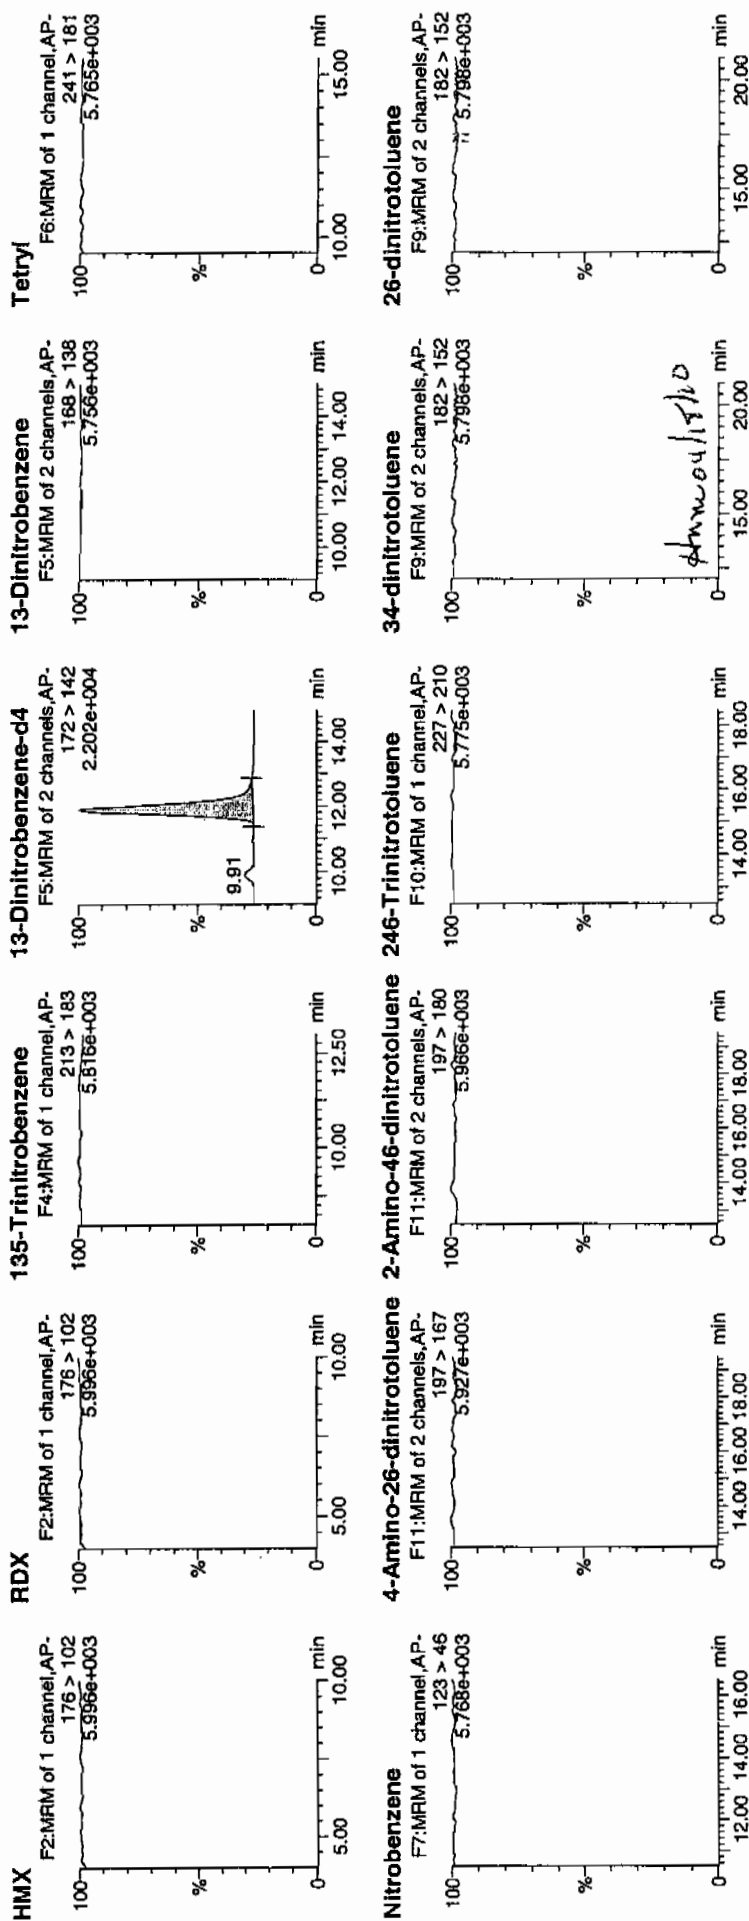 HMX
F2:MRM of 1 channel,AP-
176 > 102
5.996e+003
100
%
0
5.00
10.00
min
RDX
F2:MRM of 1 channel,AP-
176 > 102
5.996e+003
100
%
0
5.00
10.00
min
135-Trinitrobenzene
F4:MRM of 1 channel,AP-
213 > 183
5.816e+003
100
%
0
10.00
12.50
min
13-Dinitrobenzene-d4
F5:MRM of 2 channels,AP-
172 > 142
2.202e+004
100
%
0
9.91
10.00
12.00
14.00
min
13-Dinitrobenzene
F5:MRM of 2 channels,AP-
168 > 138
5.756e+003
100
%
0
10.00
12.00
14.00
min
Tetryl
F6:MRM of 1 channel,AP-
241 > 181
5.765e+003
100
%
0
10.00
15.00
min
Nitrobenzene
F7:MRM of 1 channel,AP-
123 > 46
5.768e+003
100
%
0
12.00
14.00
16.00
min
4-Amino-26-dinitrotoluene
F11:MRM of 2 channels,AP-
197 > 167
5.927e+003
100
%
0
14.00
16.00
18.00
min
2-Amino-46-dinitrotoluene
F11:MRM of 2 channels,AP-
197 > 180
5.966e+003
100
%
0
14.00
16.00
18.00
min
246-Trinitrotoluene
F10:MRM of 1 channel,AP-
227 > 210
5.775e+003
100
%
0
14.00
16.00
18.00
min
34-dinitrotoluene
F9:MRM of 2 channels,AP-
182 > 152
5.798e+003
100
%
0
15.00
20.00
min
04/15/10
26-dinitrotoluene
F9:MRM of 2 channels,AP-
182 > 152
5.798e+003
100
%
0
15.00
20.00
min